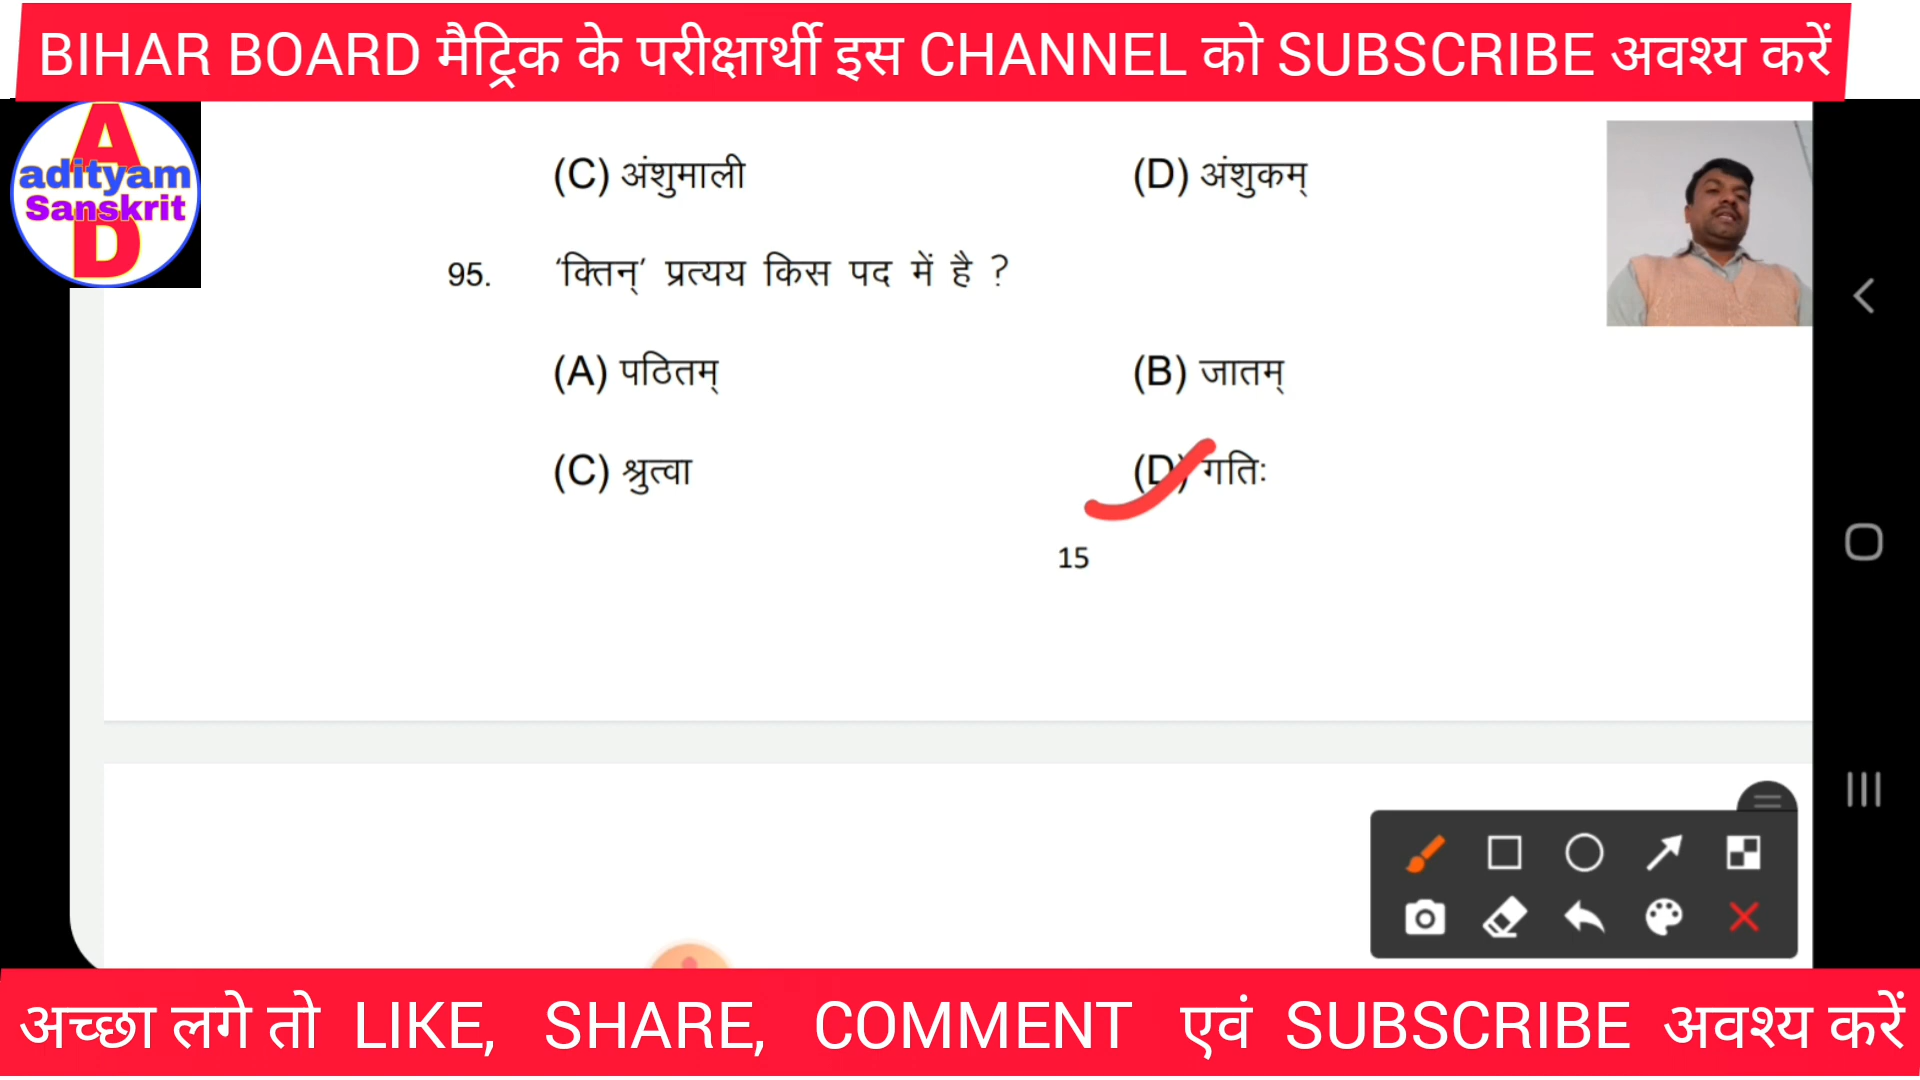 BIHAR BOARD मैट्रिक के परीक्षार्थी इस CHANNEL को SUBSCRIBE अवश्य करें
A
adityam
Sanskrit
D
(C) अंशुमाली (D) अंशुकम्
95. ‘क्तिन्’ प्रत्यय किस पद में है ?
(A) पठितम् (B) जातम्
(C) श्रुत्वा (D) गतिः
15
अच्छा लगे तो LIKE, SHARE, COMMENT एवं SUBSCRIBE अवश्य करें